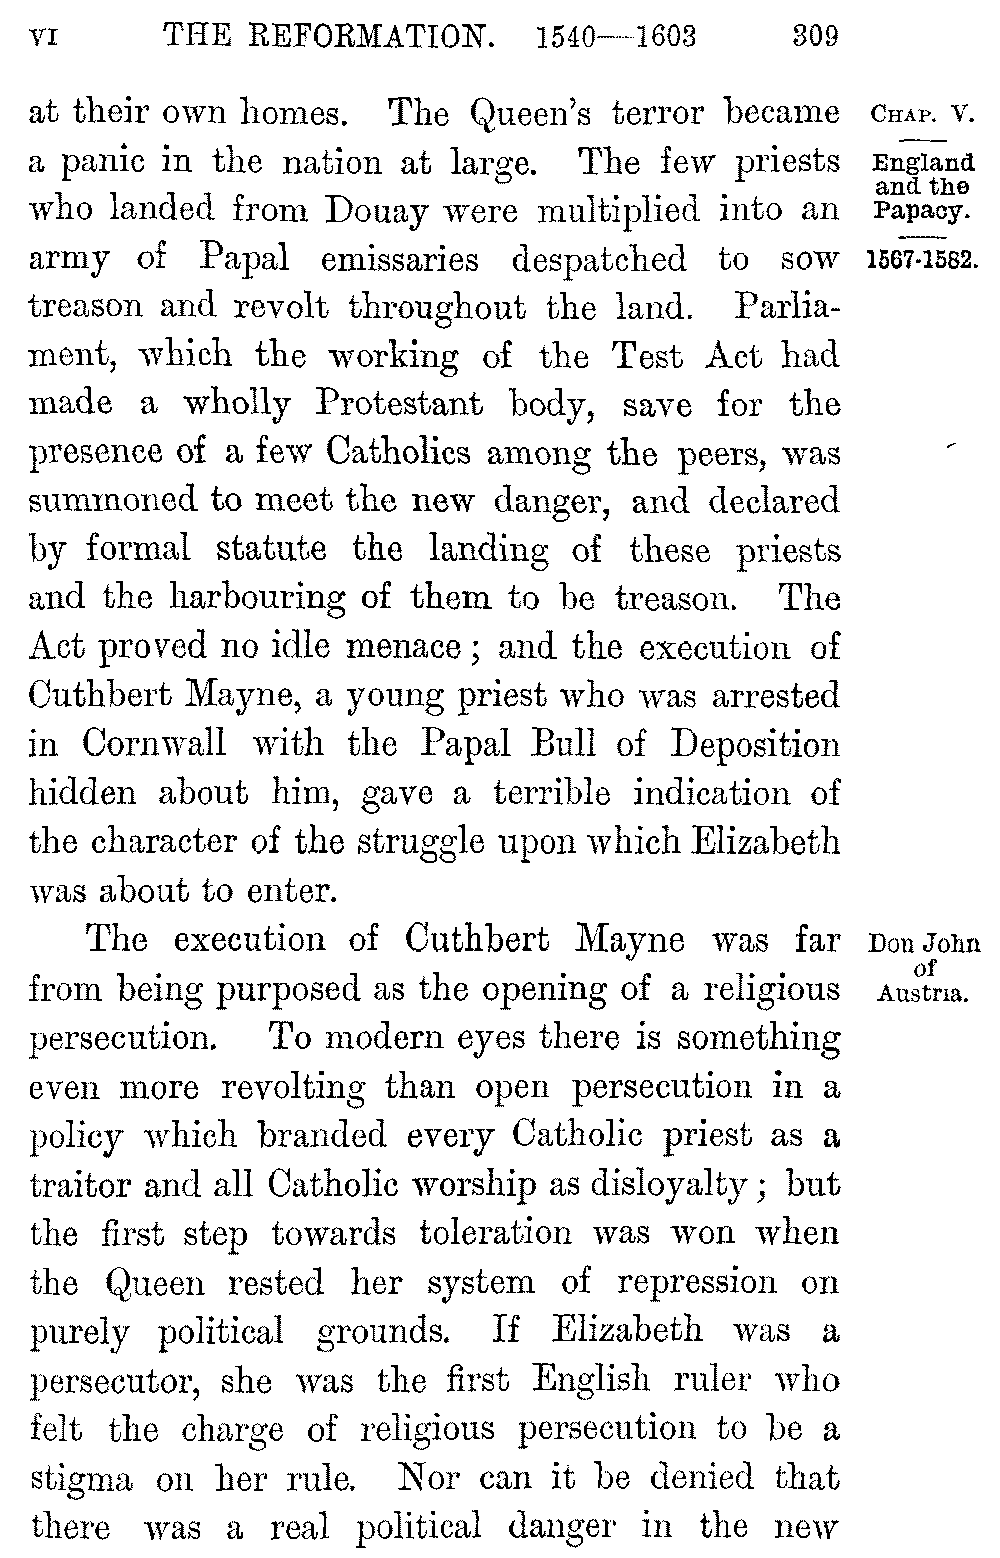 VI THE REFORMATION. 1540—1603 309
at their own homes. The Queen's terror became
a panic in the nation at large. The few priests
who landed from Douay were multiplied into an
army of Papal emissaries despatched to sow
treason and revolt throughout the land. Parlia-
ment, which the working of the Test Act had
made a wholly Protestant body, save for the
presence of a few Catholics among the peers, was
summoned to meet the new danger, and declared
by formal statute the landing of these priests
and the harbouring of them to be treason. The
Act proved no idle menace; and the execution of
Cuthbert Mayne, a young priest who was arrested
in Cornwall with the Papal Bull of Deposition
hidden about him, gave a terrible indication of
the character of the struggle upon which Elizabeth
was about to enter.
The execution of Cuthbert Mayne was far
from being purposed as the opening of a religious
persecution. To modern eyes there is something
even more revolting than open persecution in a
policy which branded every Catholic priest as a
traitor and all Catholic worship as disloyalty; but
the first step towards toleration was won when
the Queen rested her system of repression on
purely political grounds. If Elizabeth was a
persecutor, she was the first English ruler who
felt the charge of religious persecution to be a
stigma on her rule. Nor can it be denied that
there was a real political danger in the new
CHAP. V.
England
and the
Papacy.
1567-1582.
Don John
of
Austria.